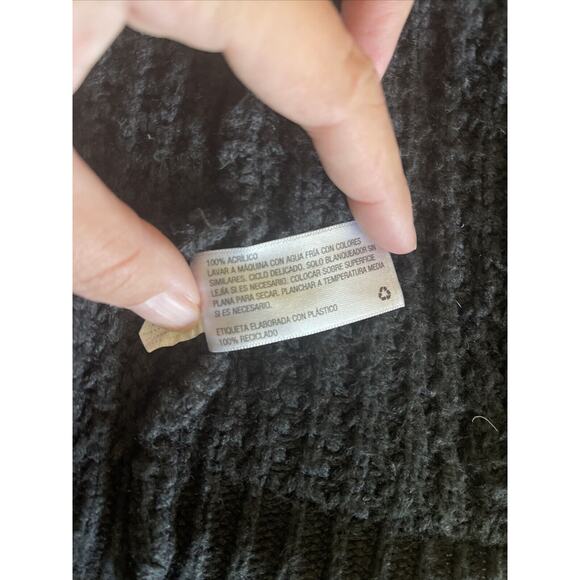 100% ACRÍLICO
LAVAR A MÁQUINA CON AGUA FRÍA CON COLORES
SIMILARES. CICLO DELICADO. SOLO BLANQUEADOR SIN
LEJÍA SI ES NECESARIO. COLOCAR SOBRE SUPERFICIE
PLANA PARA SECAR. PLANCHAR A TEMPERATURA MEDIA
SI ES NECESARIO.
ETIQUETA ELABORADA CON PLÁSTICO
100% RECICLADO